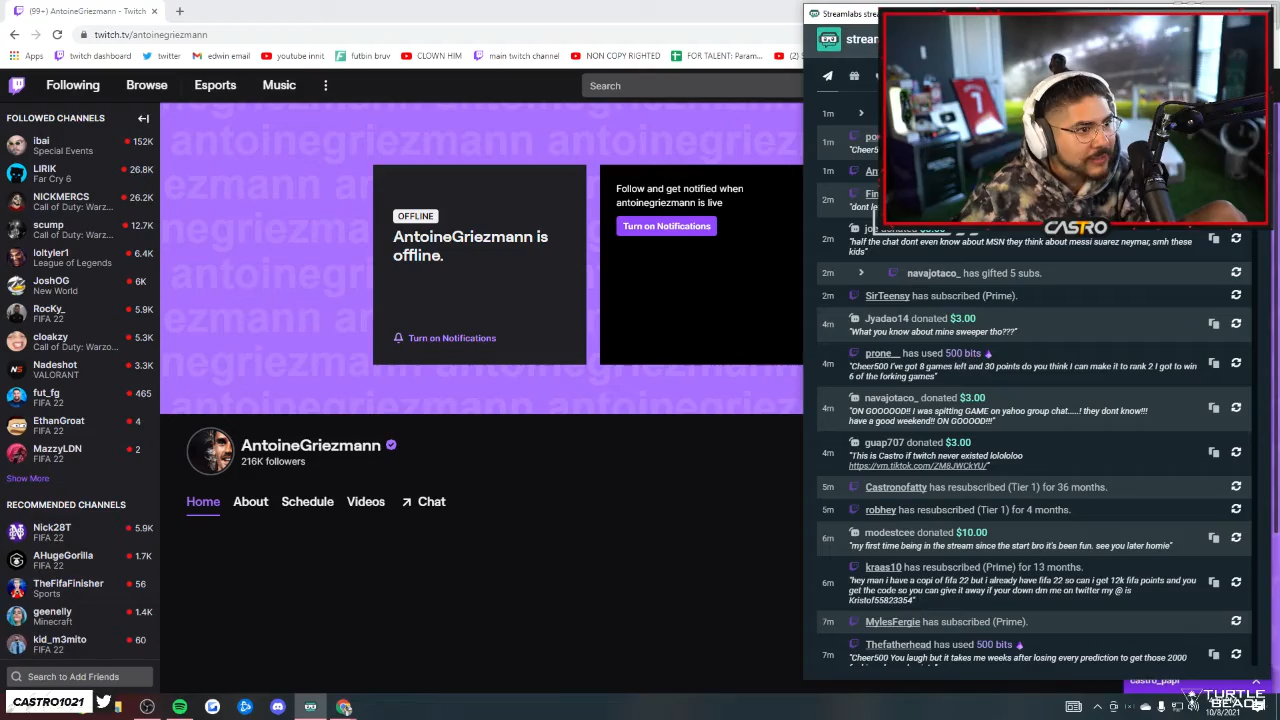 (99+) AntoineGriezmann - Twitch
twitch.tv/antoinegriezmann
twitch dashboard
twitter
edwin email
youtube innit
futbin bruv
CLOWN HIM
main twitch channel
NON COPY RIGHTED
FOR TALENT: Param...
Following
Browse
Esports
Music
Search
FOLLOWED CHANNELS
ibai
152K
Special Events
LIRIK
26.8K
Far Cry 6
NICKMERCS
26.2K
Call of Duty: Warz...
scump
12.7K
Call of Duty: Warz...
loltyler1
6.4K
League of Legends
JoshOG
6K
New World
Rocky_
5.9K
FIFA 22
cloakzy
5.9K
Call of Duty: Warzo...
Nadeshot
3.3K
VALORANT
fut_fg
465
FIFA 22
EthanGrost
4
FIFA 22
MazzyLDN
2
FIFA 22
Show More
RECOMMENDED CHANNELS
Nick28T
5.9K
FIFA 22
AHugeGorilla
1.7K
FIFA 22
TheFifaFinisher
56
FIFA 22
geenelly
1.4K
Minecraft
kid_m3mito
60
FIFA 22
Search to Add Friends
OFFLINE
AntoineGriezmann is
offline.
Turn on Notifications
Follow and get notified when
antoinegriezmann is live
Turn on Notifications
AntoineGriezmann
216K followers
Home
About
Schedule
Videos
Suggestions
Chat
CASTRO1021
Streamlabs
stream
CASTRO
1m
1m
1m
2m
2m
joe donated $3.00
"half the chat dont even know about MSN they think about messi suarez neymar, smh these
kids"
2m
navajotaco_ has gifted 5 subs.
2m
SirTeensy has subscribed (Prime).
4m
Jyadao14 donated $3.00
"What you know about mine sweeper tho???"
4m
prone__ has used 500 bits
"Cheer500 I've got 8 games left and 30 points do you think I can make it to rank 2 I got to win
6 of the forking games"
4m
navajotaco_ donated $3.00
"ON GOOOOOD!! I was spitting GAME on yahoo group chat.....! they dont know!!!
have a good weekend!! ON GOOOOD!!!"
4m
guap707 donated $3.00
"This is Castro if twitch never existed lolololoo
https://vm.tiktok.com/ZM8JWCkYU/"
5m
Castronofatty has resubscribed (Tier 1) for 36 months.
5m
robhey has resubscribed (Tier 1) for 4 months.
6m
modestcee donated $10.00
"my first time being in the stream since the start bro it's been fun. see you later homie"
6m
kraas10 has resubscribed (Prime) for 13 months.
"hey man i have a copi of fifa 22 but i already have fifa 22 so can i get 12k fifa points and you
get the code so you can give it away if your down dm me on twitter my @ is
Kristof55823354"
7m
MylesFergie has subscribed (Prime).
7m
Thefatherhead has used 500 bits
"Cheer500 You laugh but it takes me weeks after losing every prediction to get those 2000
castro_papi
TURTLE
BEACH
10/8/2021